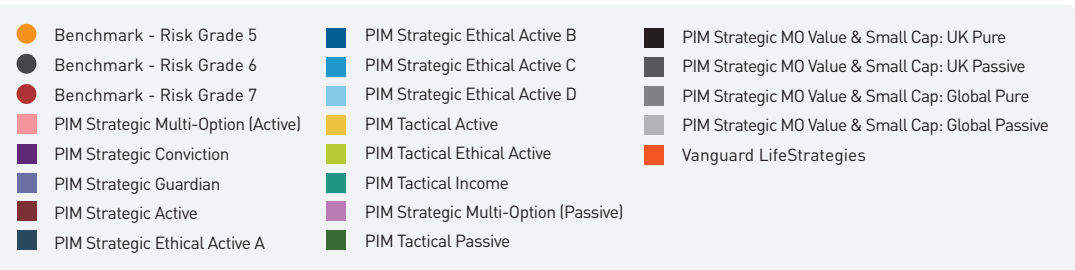 Benchmark - Risk Grade 5
Benchmark - Risk Grade 6
Benchmark - Risk Grade 7
PIM Strategic Multi-Option (Active)
PIM Strategic Conviction
PIM Strategic Guardian
PIM Strategic Active
PIM Strategic Ethical Active A
PIM Strategic Ethical Active B
PIM Strategic Ethical Active C
PIM Strategic Ethical Active D
PIM Tactical Active
PIM Tactical Ethical Active
PIM Tactical Income
PIM Strategic Multi-Option (Passive)
PIM Tactical Passive
PIM Strategic MO Value & Small Cap: UK Pure
PIM Strategic MO Value & Small Cap: UK Passive
PIM Strategic MO Value & Small Cap: Global Pure
PIM Strategic MO Value & Small Cap: Global Passive
Vanguard LifeStrategies